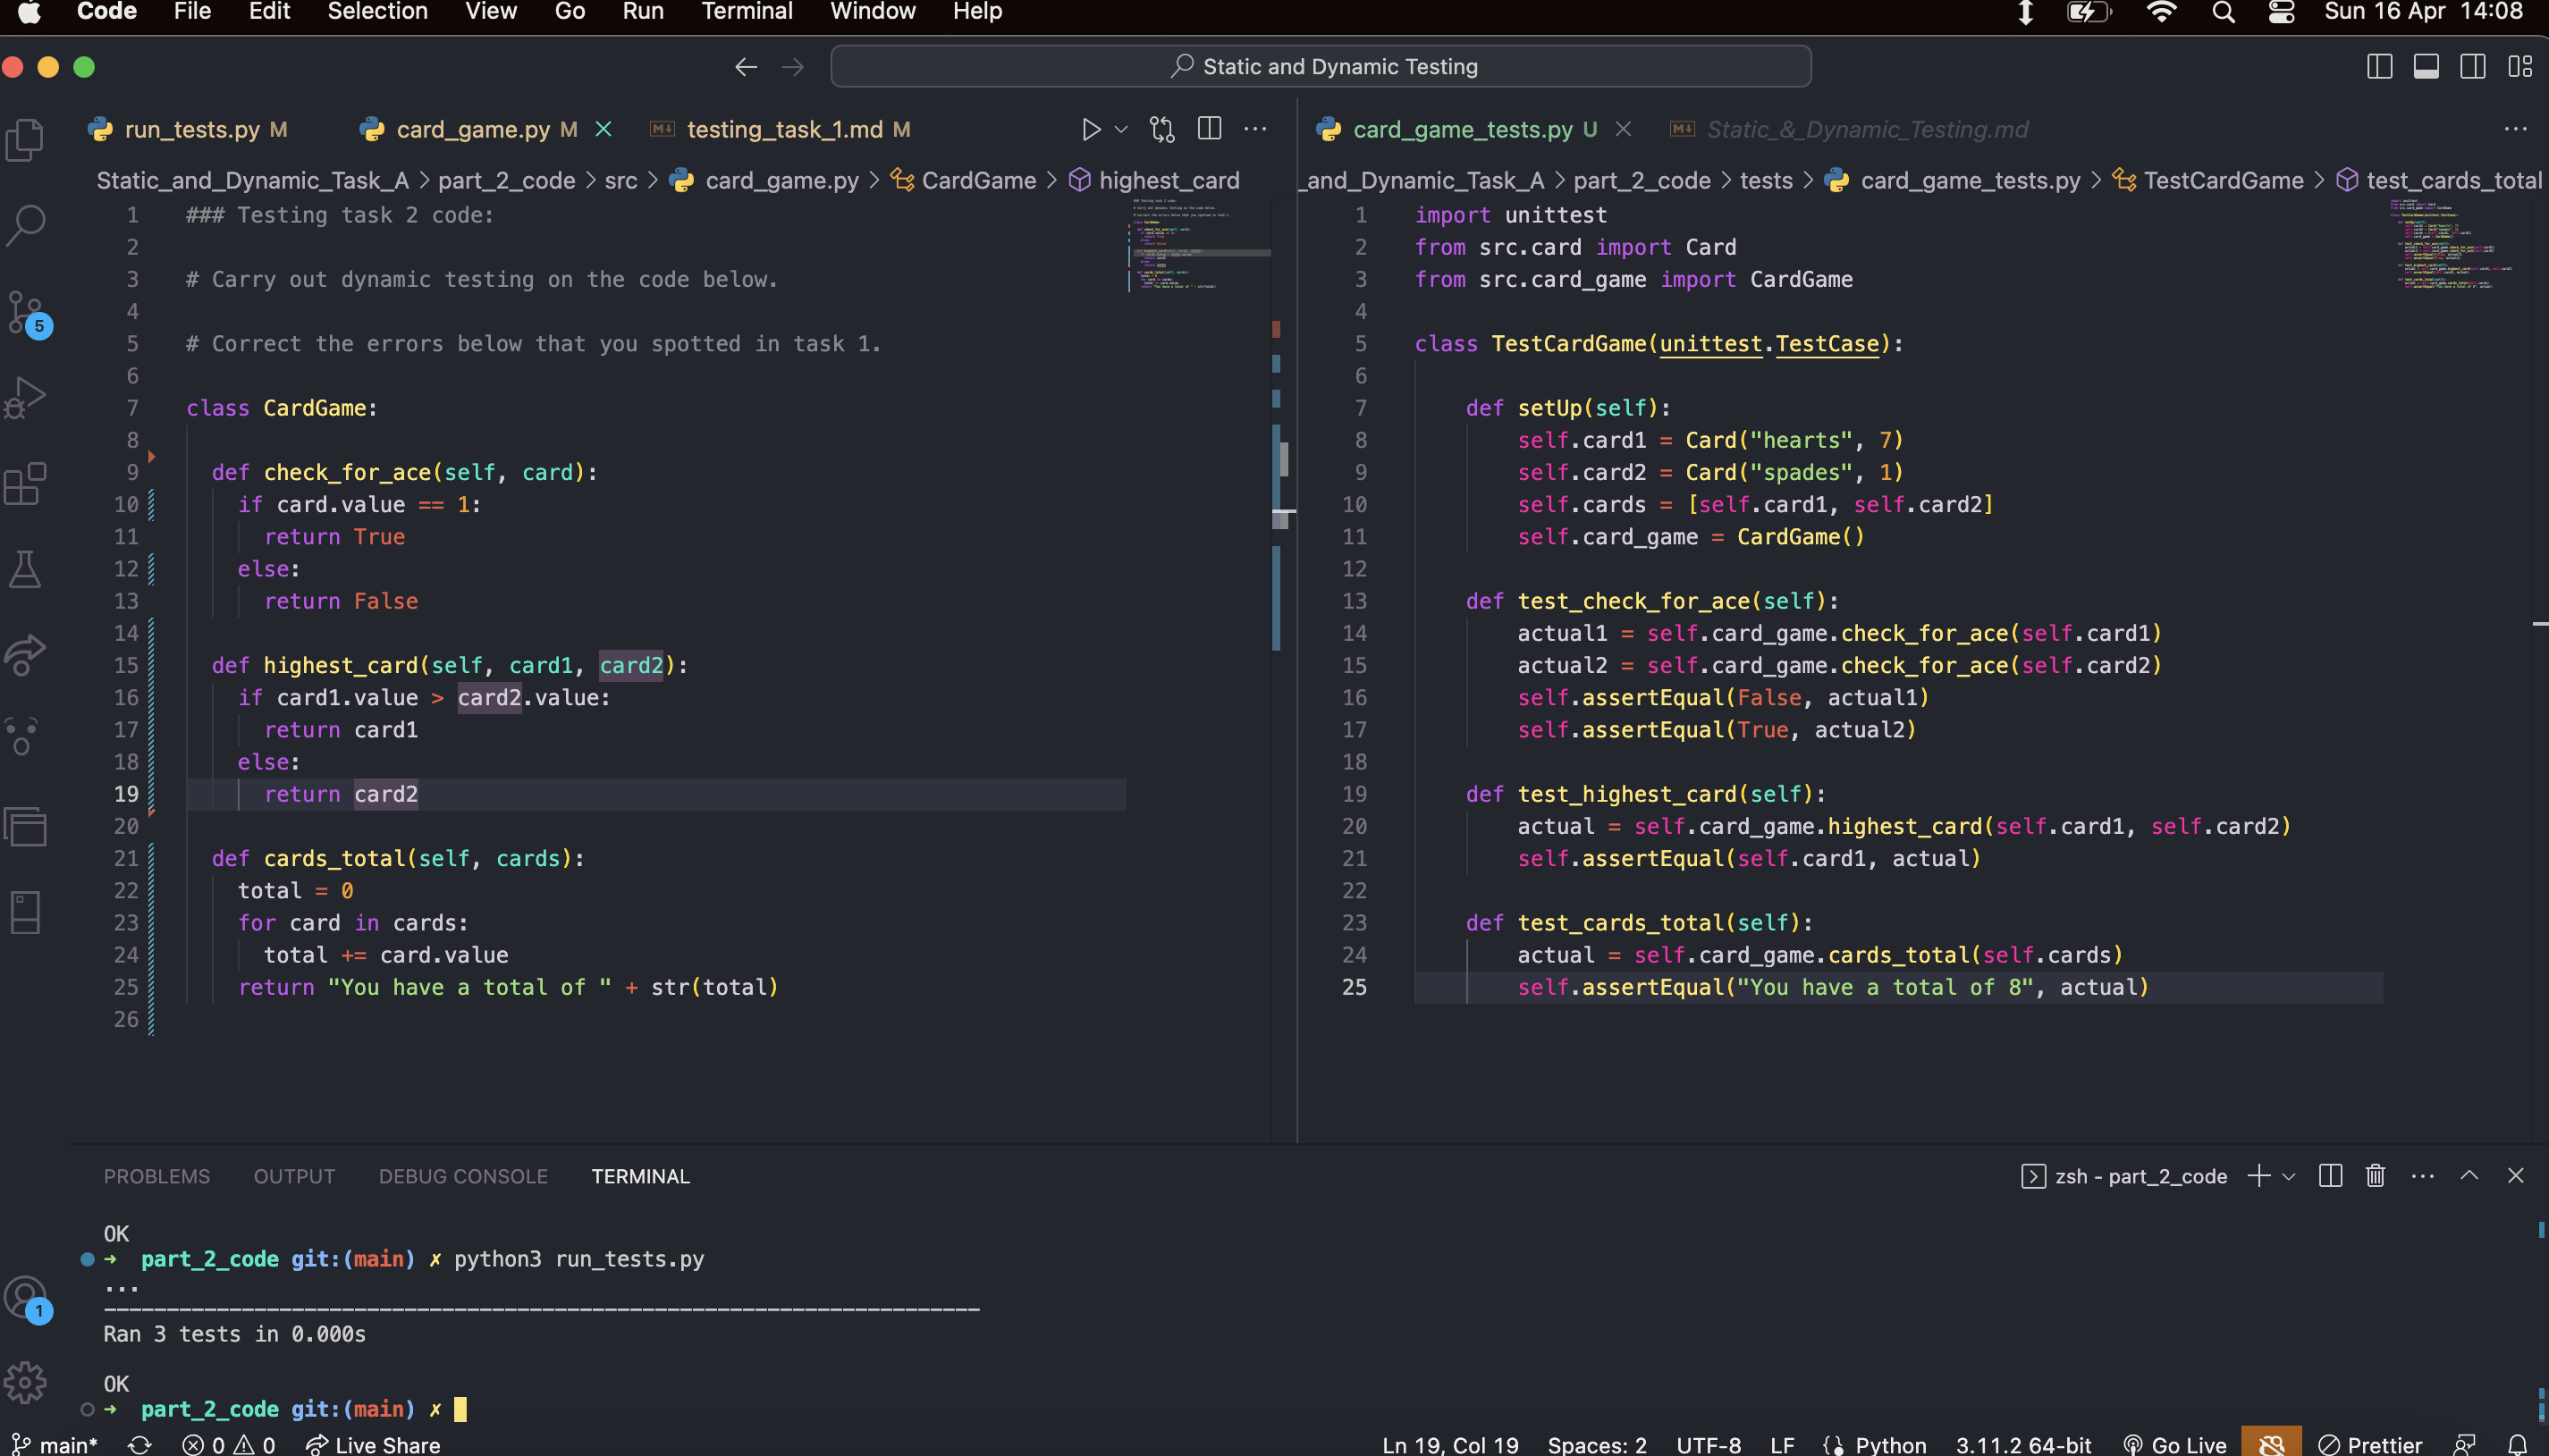 Code File Edit Selection View Go Run Terminal Window Help Sun 16 Apr 14:08
Static and Dynamic Testing
run_tests.py M card_game.py M testing_task_1.md M
Static_and_Dynamic_Task_A > part_2_code > src > card_game.py > CardGame > highest_card
1 ### Testing task 2 code:
2
3 # Carry out dynamic testing on the code below.
4
5 # Correct the errors below that you spotted in task 1.
6
7 class CardGame:
8
9 def check_for_ace(self, card):
10 if card.value == 1:
11 return True
12 else:
13 return False
14
15 def highest_card(self, card1, card2):
16 if card1.value > card2.value:
17 return card1
18 else:
19 return card2
20
21 def cards_total(self, cards):
22 total = 0
23 for card in cards:
24 total += card.value
25 return "You have a total of " + str(total)
26
card_game_tests.py U Static_&_Dynamic_Testing.md
_and_Dynamic_Task_A > part_2_code > tests > card_game_tests.py > TestCardGame > test_cards_total
1 import unittest
2 from src.card import Card
3 from src.card_game import CardGame
4
5 class TestCardGame(unittest.TestCase):
6
7 def setUp(self):
8 self.card1 = Card("hearts", 7)
9 self.card2 = Card("spades", 1)
10 self.cards = [self.card1, self.card2]
11 self.card_game = CardGame()
12
13 def test_check_for_ace(self):
14 actual1 = self.card_game.check_for_ace(self.card1)
15 actual2 = self.card_game.check_for_ace(self.card2)
16 self.assertEqual(False, actual1)
17 self.assertEqual(True, actual2)
18
19 def test_highest_card(self):
20 actual = self.card_game.highest_card(self.card1, self.card2)
21 self.assertEqual(self.card1, actual)
22
23 def test_cards_total(self):
24 actual = self.card_game.cards_total(self.cards)
25 self.assertEqual("You have a total of 8", actual)
5
1
PROBLEMS OUTPUT DEBUG CONSOLE TERMINAL zsh - part_2_code
OK
→ part_2_code git:(main) ✗ python3 run_tests.py
...
----------------------------------------------------------------------
Ran 3 tests in 0.000s
OK
→ part_2_code git:(main) ✗
main* 0 0 Live Share Ln 19, Col 19 Spaces: 2 UTF-8 LF Python 3.11.2 64-bit Go Live Prettier